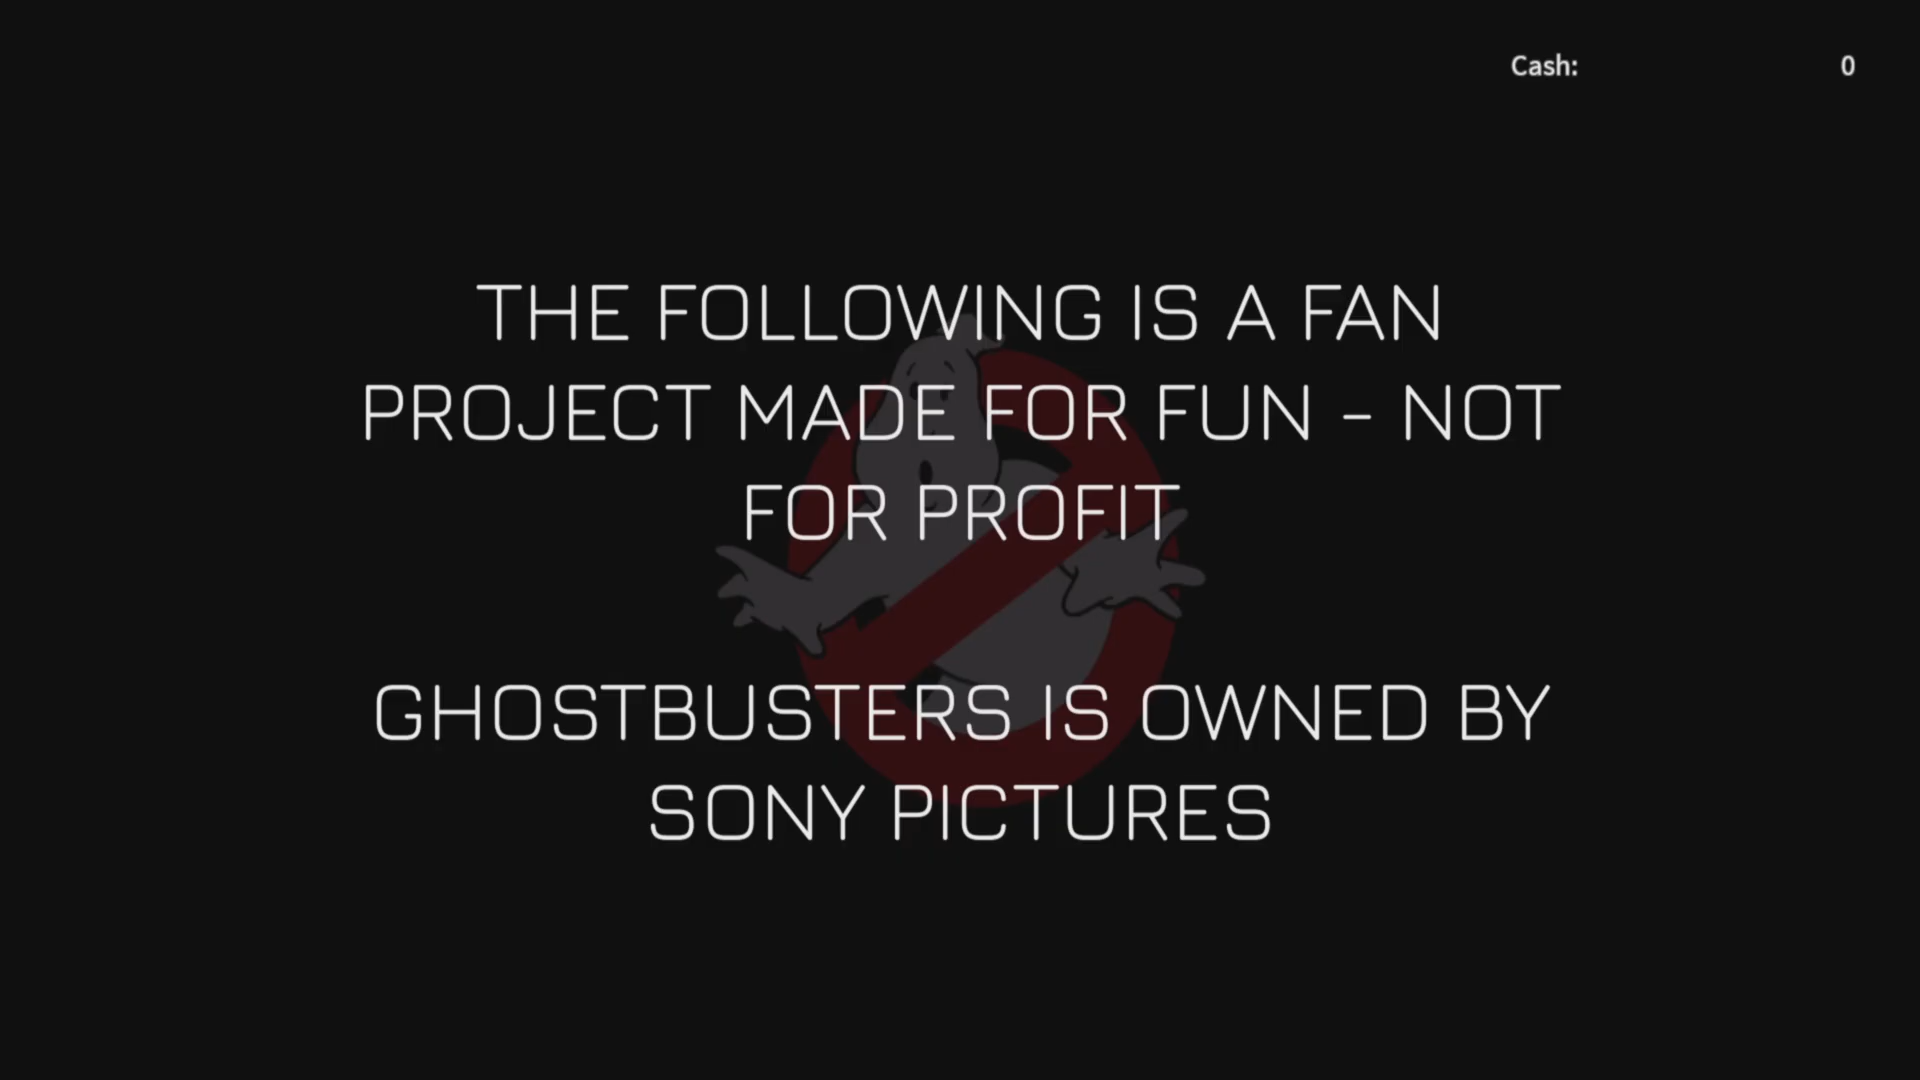 Cash: 0
THE FOLLOWING IS A FAN
PROJECT MADE FOR FUN - NOT
FOR PROFIT
GHOSTBUSTERS IS OWNED BY
SONY PICTURES